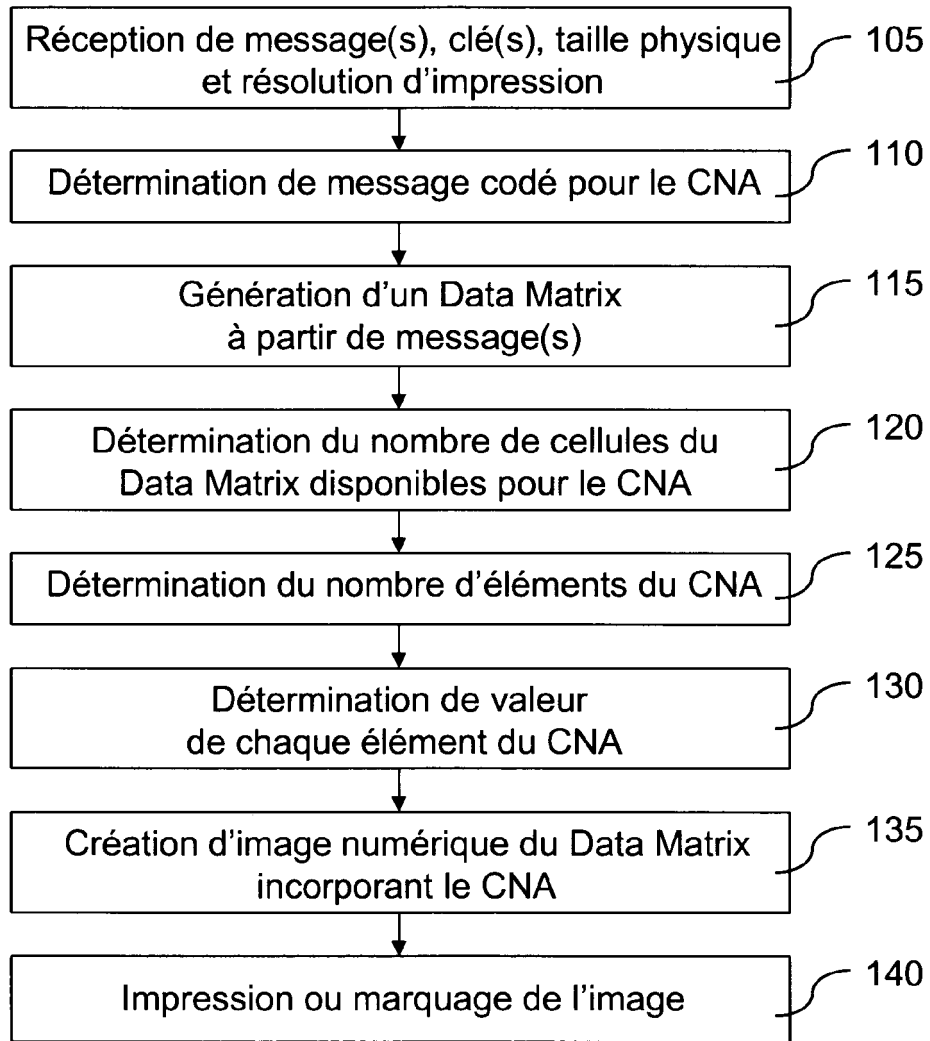 Réception de message(s), clé(s), taille physique
et résolution d'impression
105
Détermination de message codé pour le CNA
110
Génération d'un Data Matrix
à partir de message(s)
115
Détermination du nombre de cellules du
Data Matrix disponibles pour le CNA
120
Détermination du nombre d'éléments du CNA
125
Détermination de valeur
de chaque élément du CNA
130
Création d'image numérique du Data Matrix
incorporant le CNA
135
Impression ou marquage de l'image
140